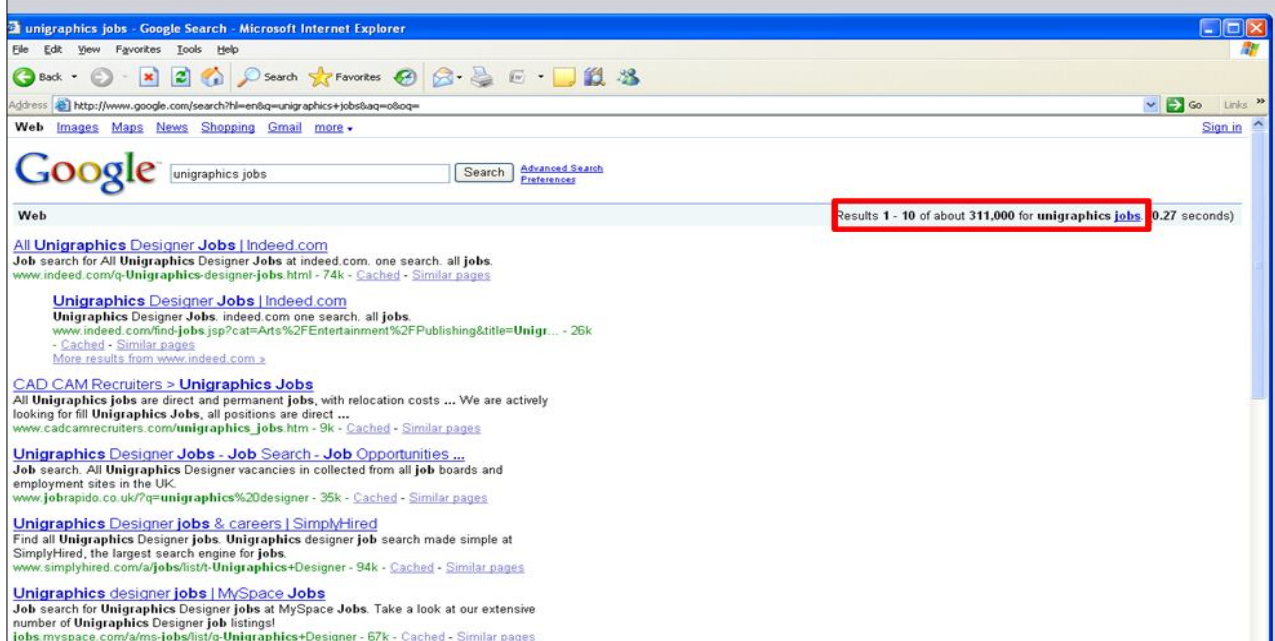 unigraphics jobs - Google Search - Microsoft Internet Explorer
File Edit View Favorites Tools Help
Back Search Favorites
Address http://www.google.com/search?hl=en&q=unigraphics+jobs&aq=o&oq= Go Links »
Web Images Maps News Shopping Gmail more Sign in
Google unigraphics jobs Search Advanced Search
Preferences
Web Results 1 - 10 of about 311,000 for unigraphics jobs. 0.27 seconds)
All Unigraphics Designer Jobs | Indeed.com
Job search for All Unigraphics Designer Jobs at indeed.com. one search. all jobs.
www.indeed.com/q-Unigraphics-designer-jobs.html - 74k - Cached - Similar pages
Unigraphics Designer Jobs | Indeed.com
Unigraphics Designer Jobs. indeed.com one search. all jobs.
www.indeed.com/find-jobs.jsp?cat=Arts%2FEntertainment%2FPublishing&title=Unigr... - 26k
- Cached - Similar pages
More results from www.indeed.com »
CAD CAM Recruiters > Unigraphics Jobs
All Unigraphics jobs are direct and permanent jobs, with relocation costs ... We are actively
looking for fill Unigraphics Jobs, all positions are direct ...
www.cadcamrecruiters.com/unigraphics_jobs.htm - 9k - Cached - Similar pages
Unigraphics Designer Jobs - Job Search - Job Opportunities ...
Job search. All Unigraphics Designer vacancies in collected from all job boards and
employment sites in the UK.
www.jobrapido.co.uk/?q=unigraphics%20designer - 35k - Cached - Similar pages
Unigraphics Designer jobs & careers | SimplyHired
Find all Unigraphics Designer jobs. Unigraphics designer job search made simple at
SimplyHired, the largest search engine for jobs.
www.simplyhired.com/a/jobs/list/t-Unigraphics+Designer - 94k - Cached - Similar pages
Unigraphics designer jobs | MySpace Jobs
Job search for Unigraphics Designer jobs at MySpace Jobs. Take a look at our extensive
number of Unigraphics Designer job listings!
jobs.myspace.com/a/ms-jobs/list/q-Unigraphics+Designer - 67k - Cached - Similar pages